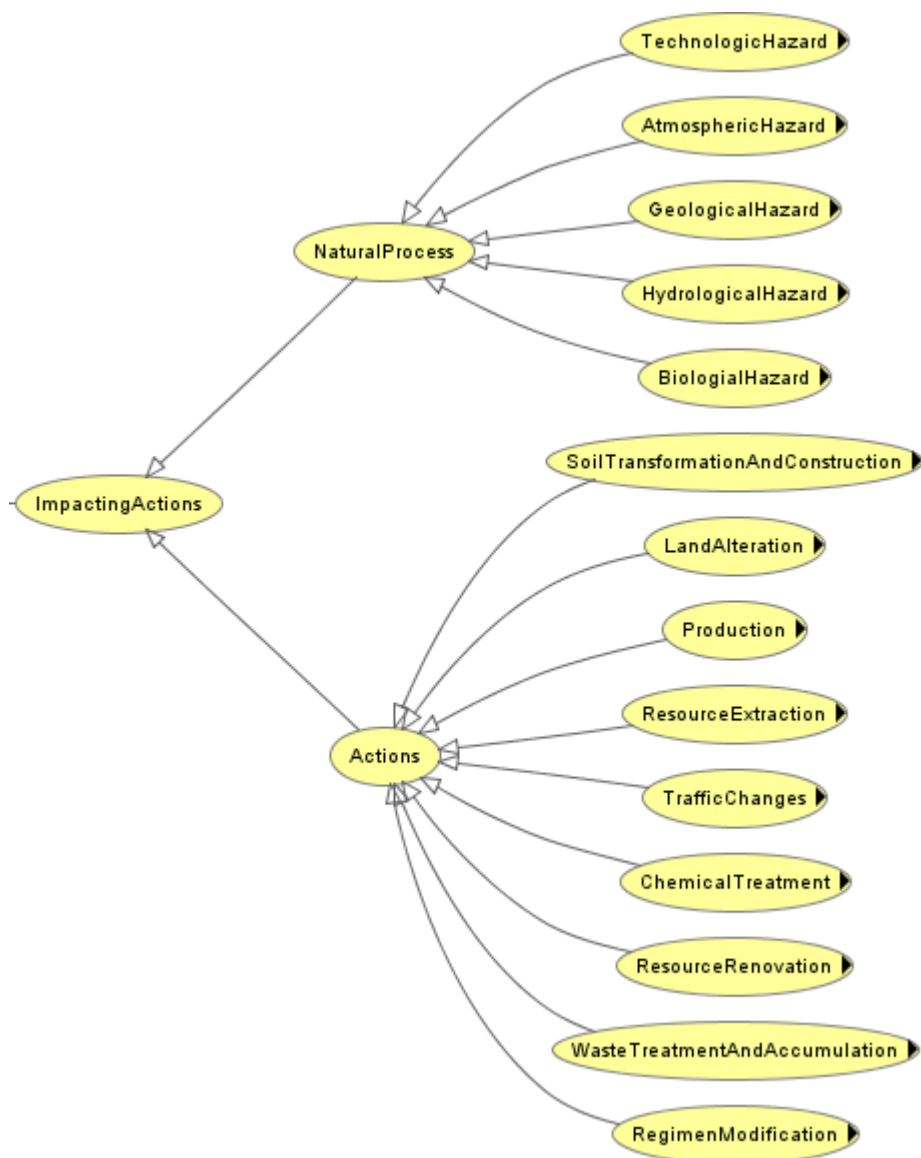 TechnologicHazard
AtmosphericHazard
GeologicalHazard
NaturalProcess
HydrologicalHazard
BiologialHazard
SoilTransformationAndConstruction
ImpactingActions
LandAlteration
Production
ResourceExtraction
Actions
TrafficChanges
ChemicalTreatment
ResourceRenovation
WasteTreatmentAndAccumulation
RegimenModification